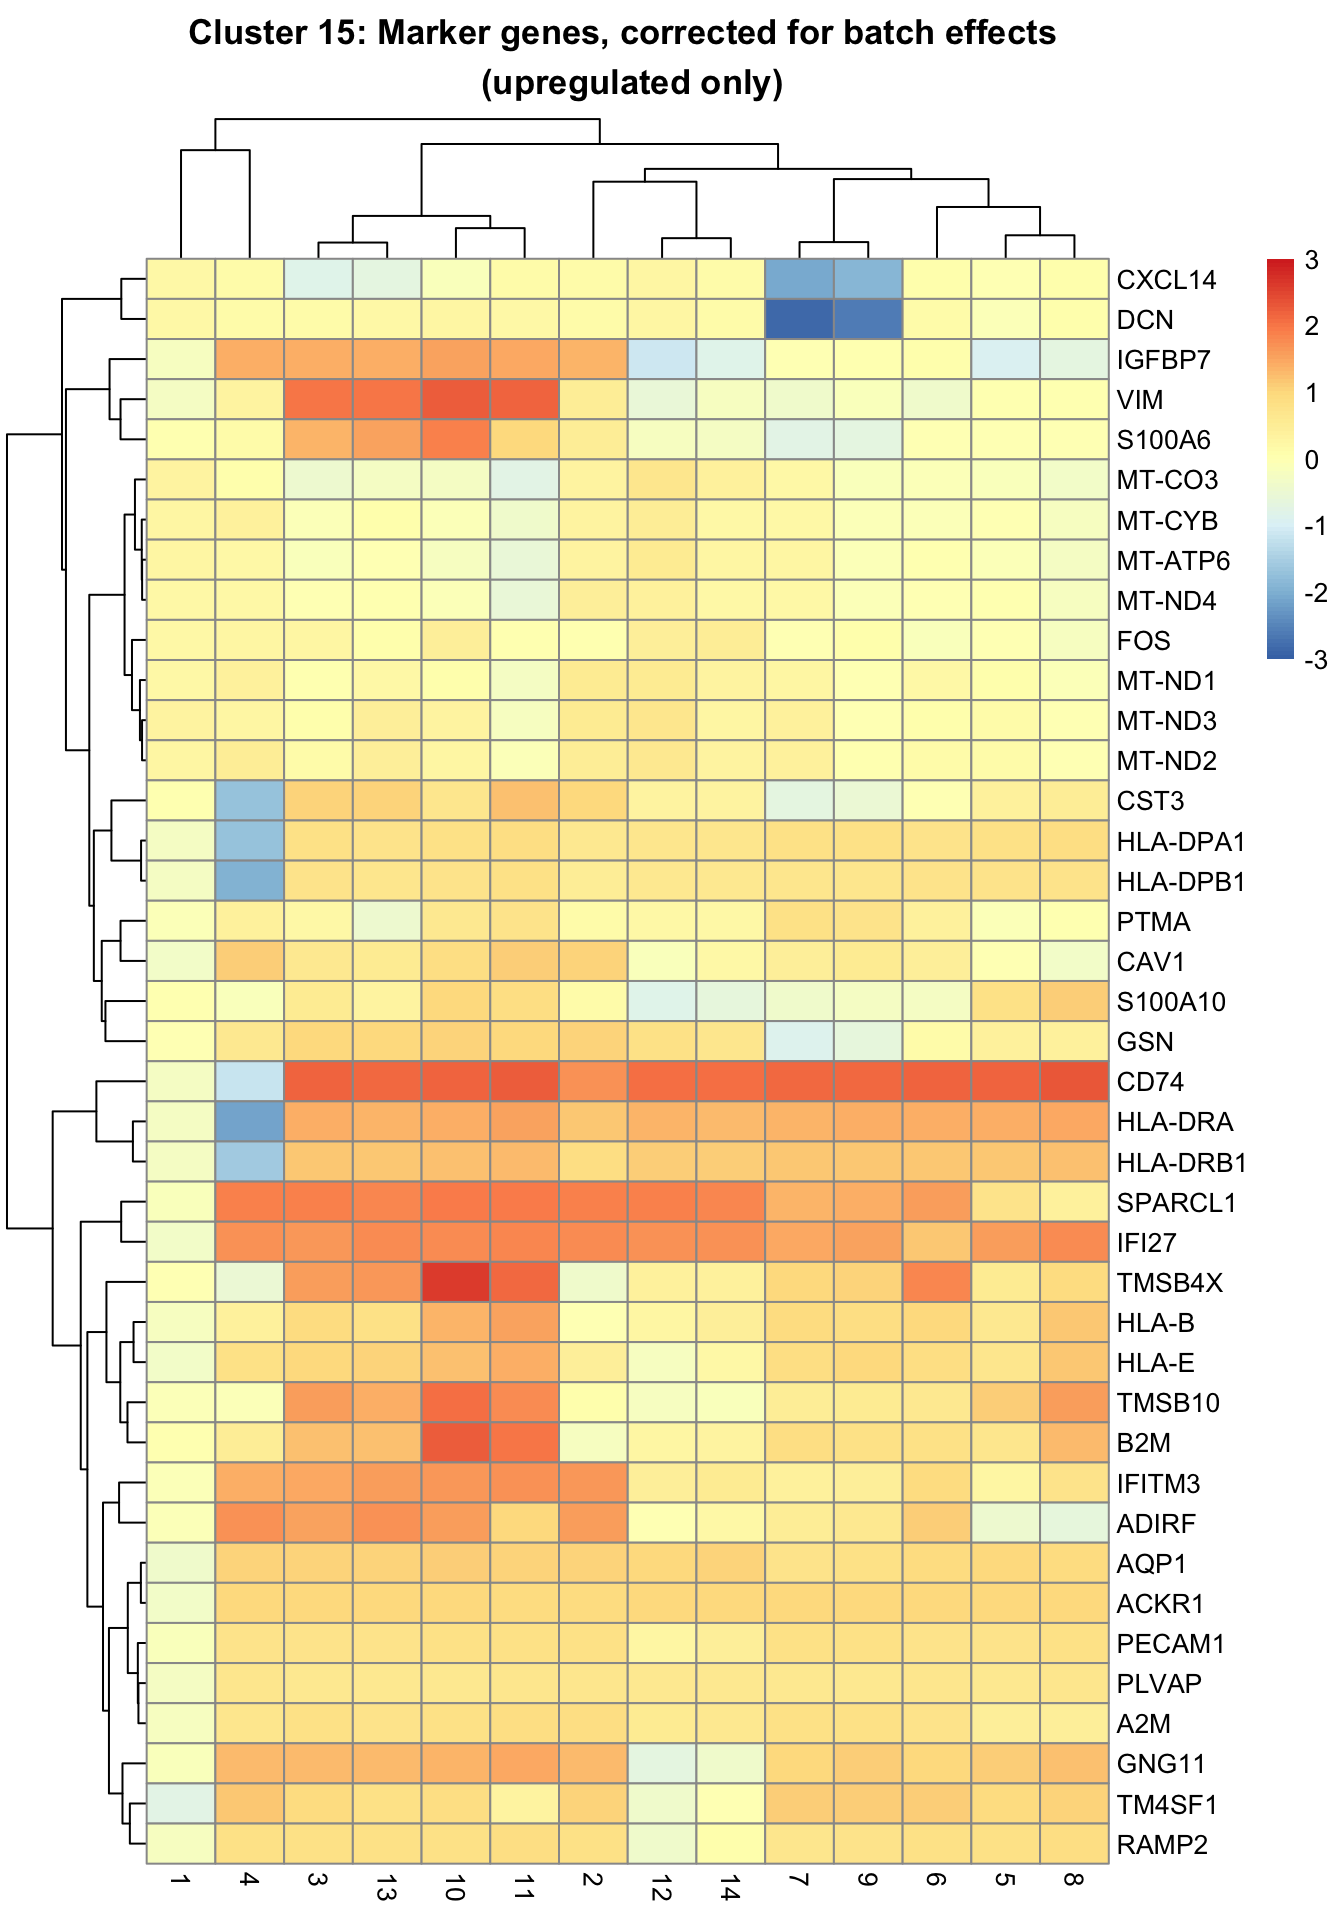 Cluster 15: Marker genes, corrected for batch effects
(upregulated only)
CXCL14
DCN
IGFBP7
VIM
S100A6
MT-CO3
MT-CYB
MT-ATP6
MT-ND4
FOS
MT-ND1
MT-ND3
MT-ND2
CST3
HLA-DPA1
HLA-DPB1
PTMA
CAV1
S100A10
GSN
CD74
HLA-DRA
HLA-DRB1
SPARCL1
IFI27
TMSB4X
HLA-B
HLA-E
TMSB10
B2M
IFITM3
ADIRF
AQP1
ACKR1
PECAM1
PLVAP
A2M
GNG11
TM4SF1
RAMP2
3
2
1
0
-1
-2
-3
1 4 3 13 10 11 2 12 14 7 9 6 5 8